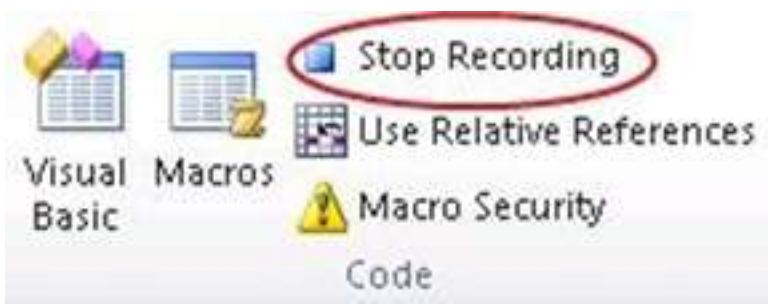 Visual Basic
Macros
Stop Recording
Use Relative References
Macro Security
Code